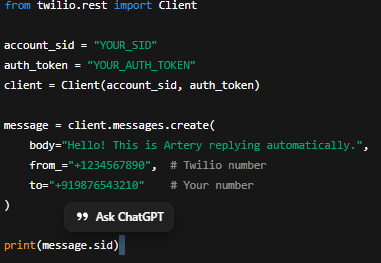 from twilio.rest import Client
account_sid = "YOUR_SID"
auth_token = "YOUR_AUTH_TOKEN"
client = Client(account_sid, auth_token)
message = client.messages.create(
    body="Hello! This is Artery replying automatically.",
    from_="+1234567890",  # Twilio number
    to="+919876543210"    # Your number
)
Ask ChatGPT
print(message.sid)